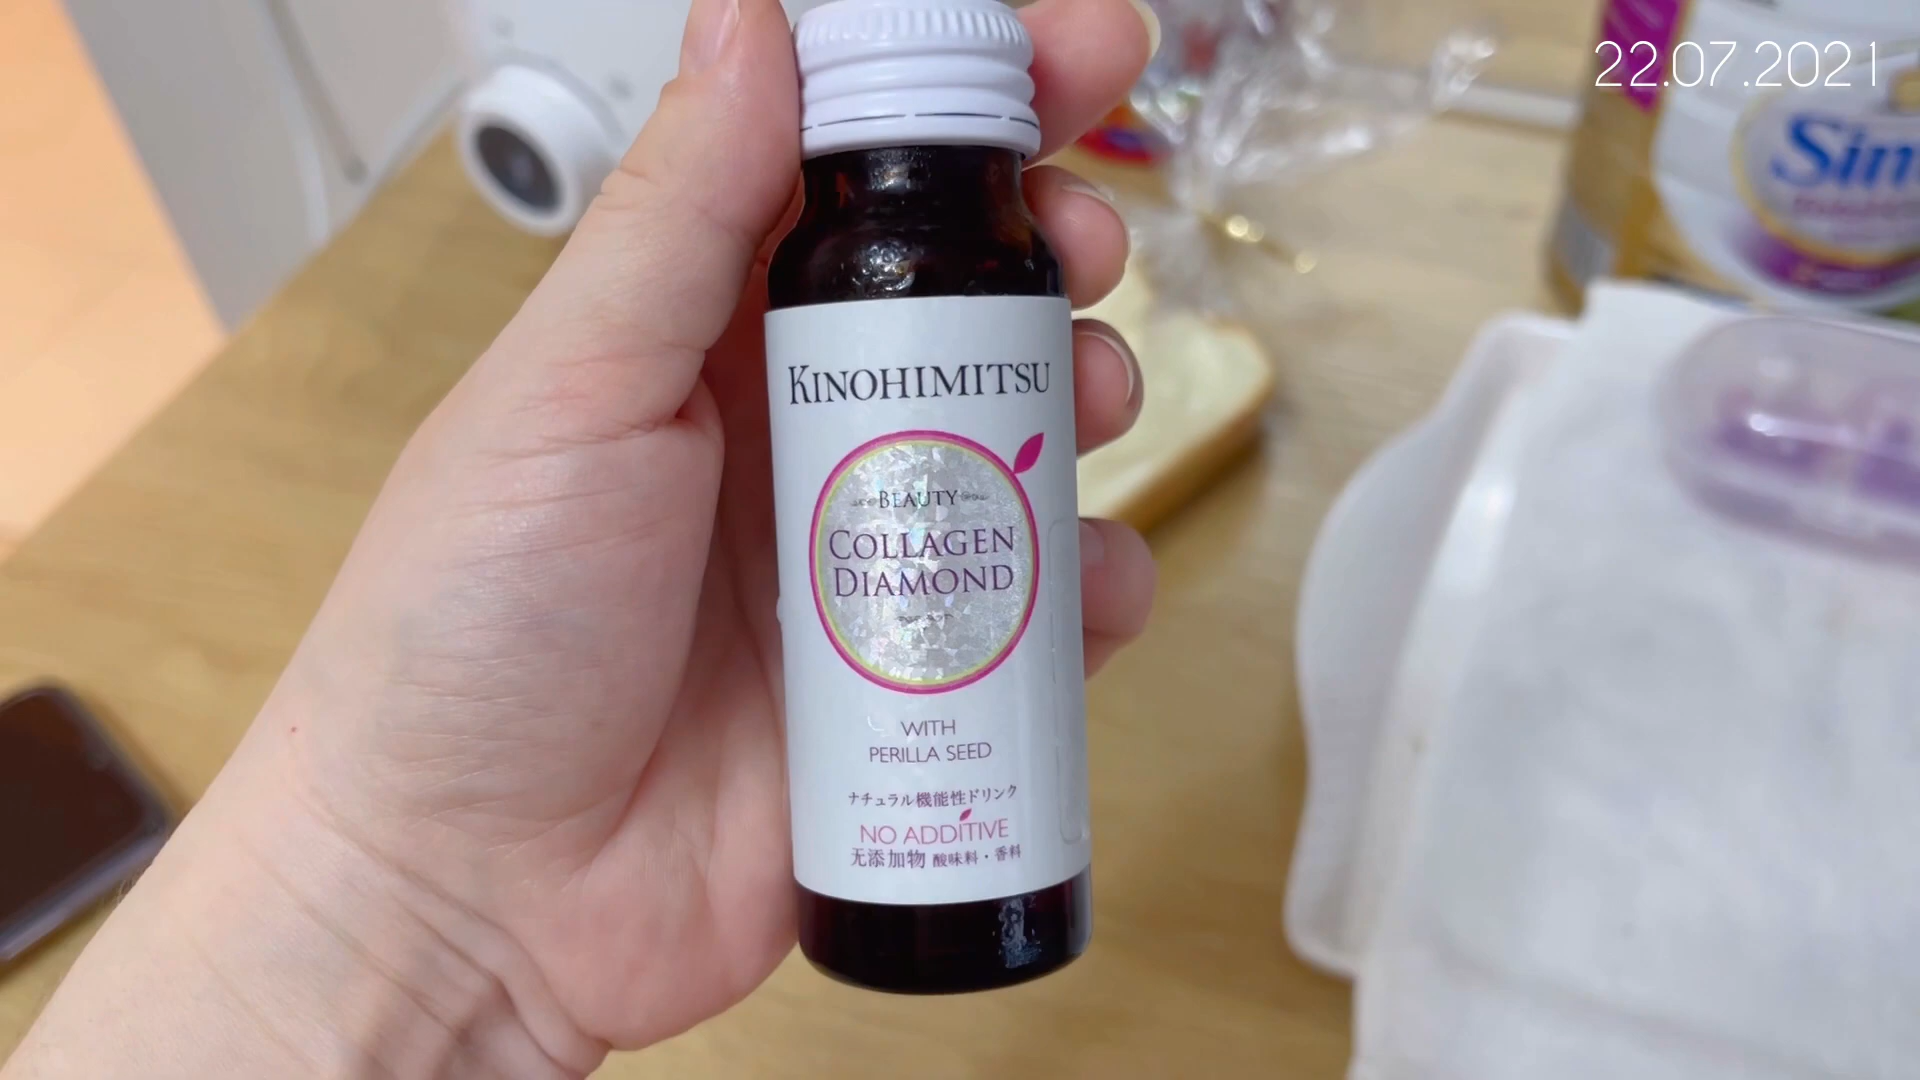 22.07.2021
KINOHIMITSU
BEAUTY
COLLAGEN
DIAMOND
WITH
PERILLA SEED
ナチュラル機能性ドリンク
NO ADDITIVE
无添加物 酸味料・香料